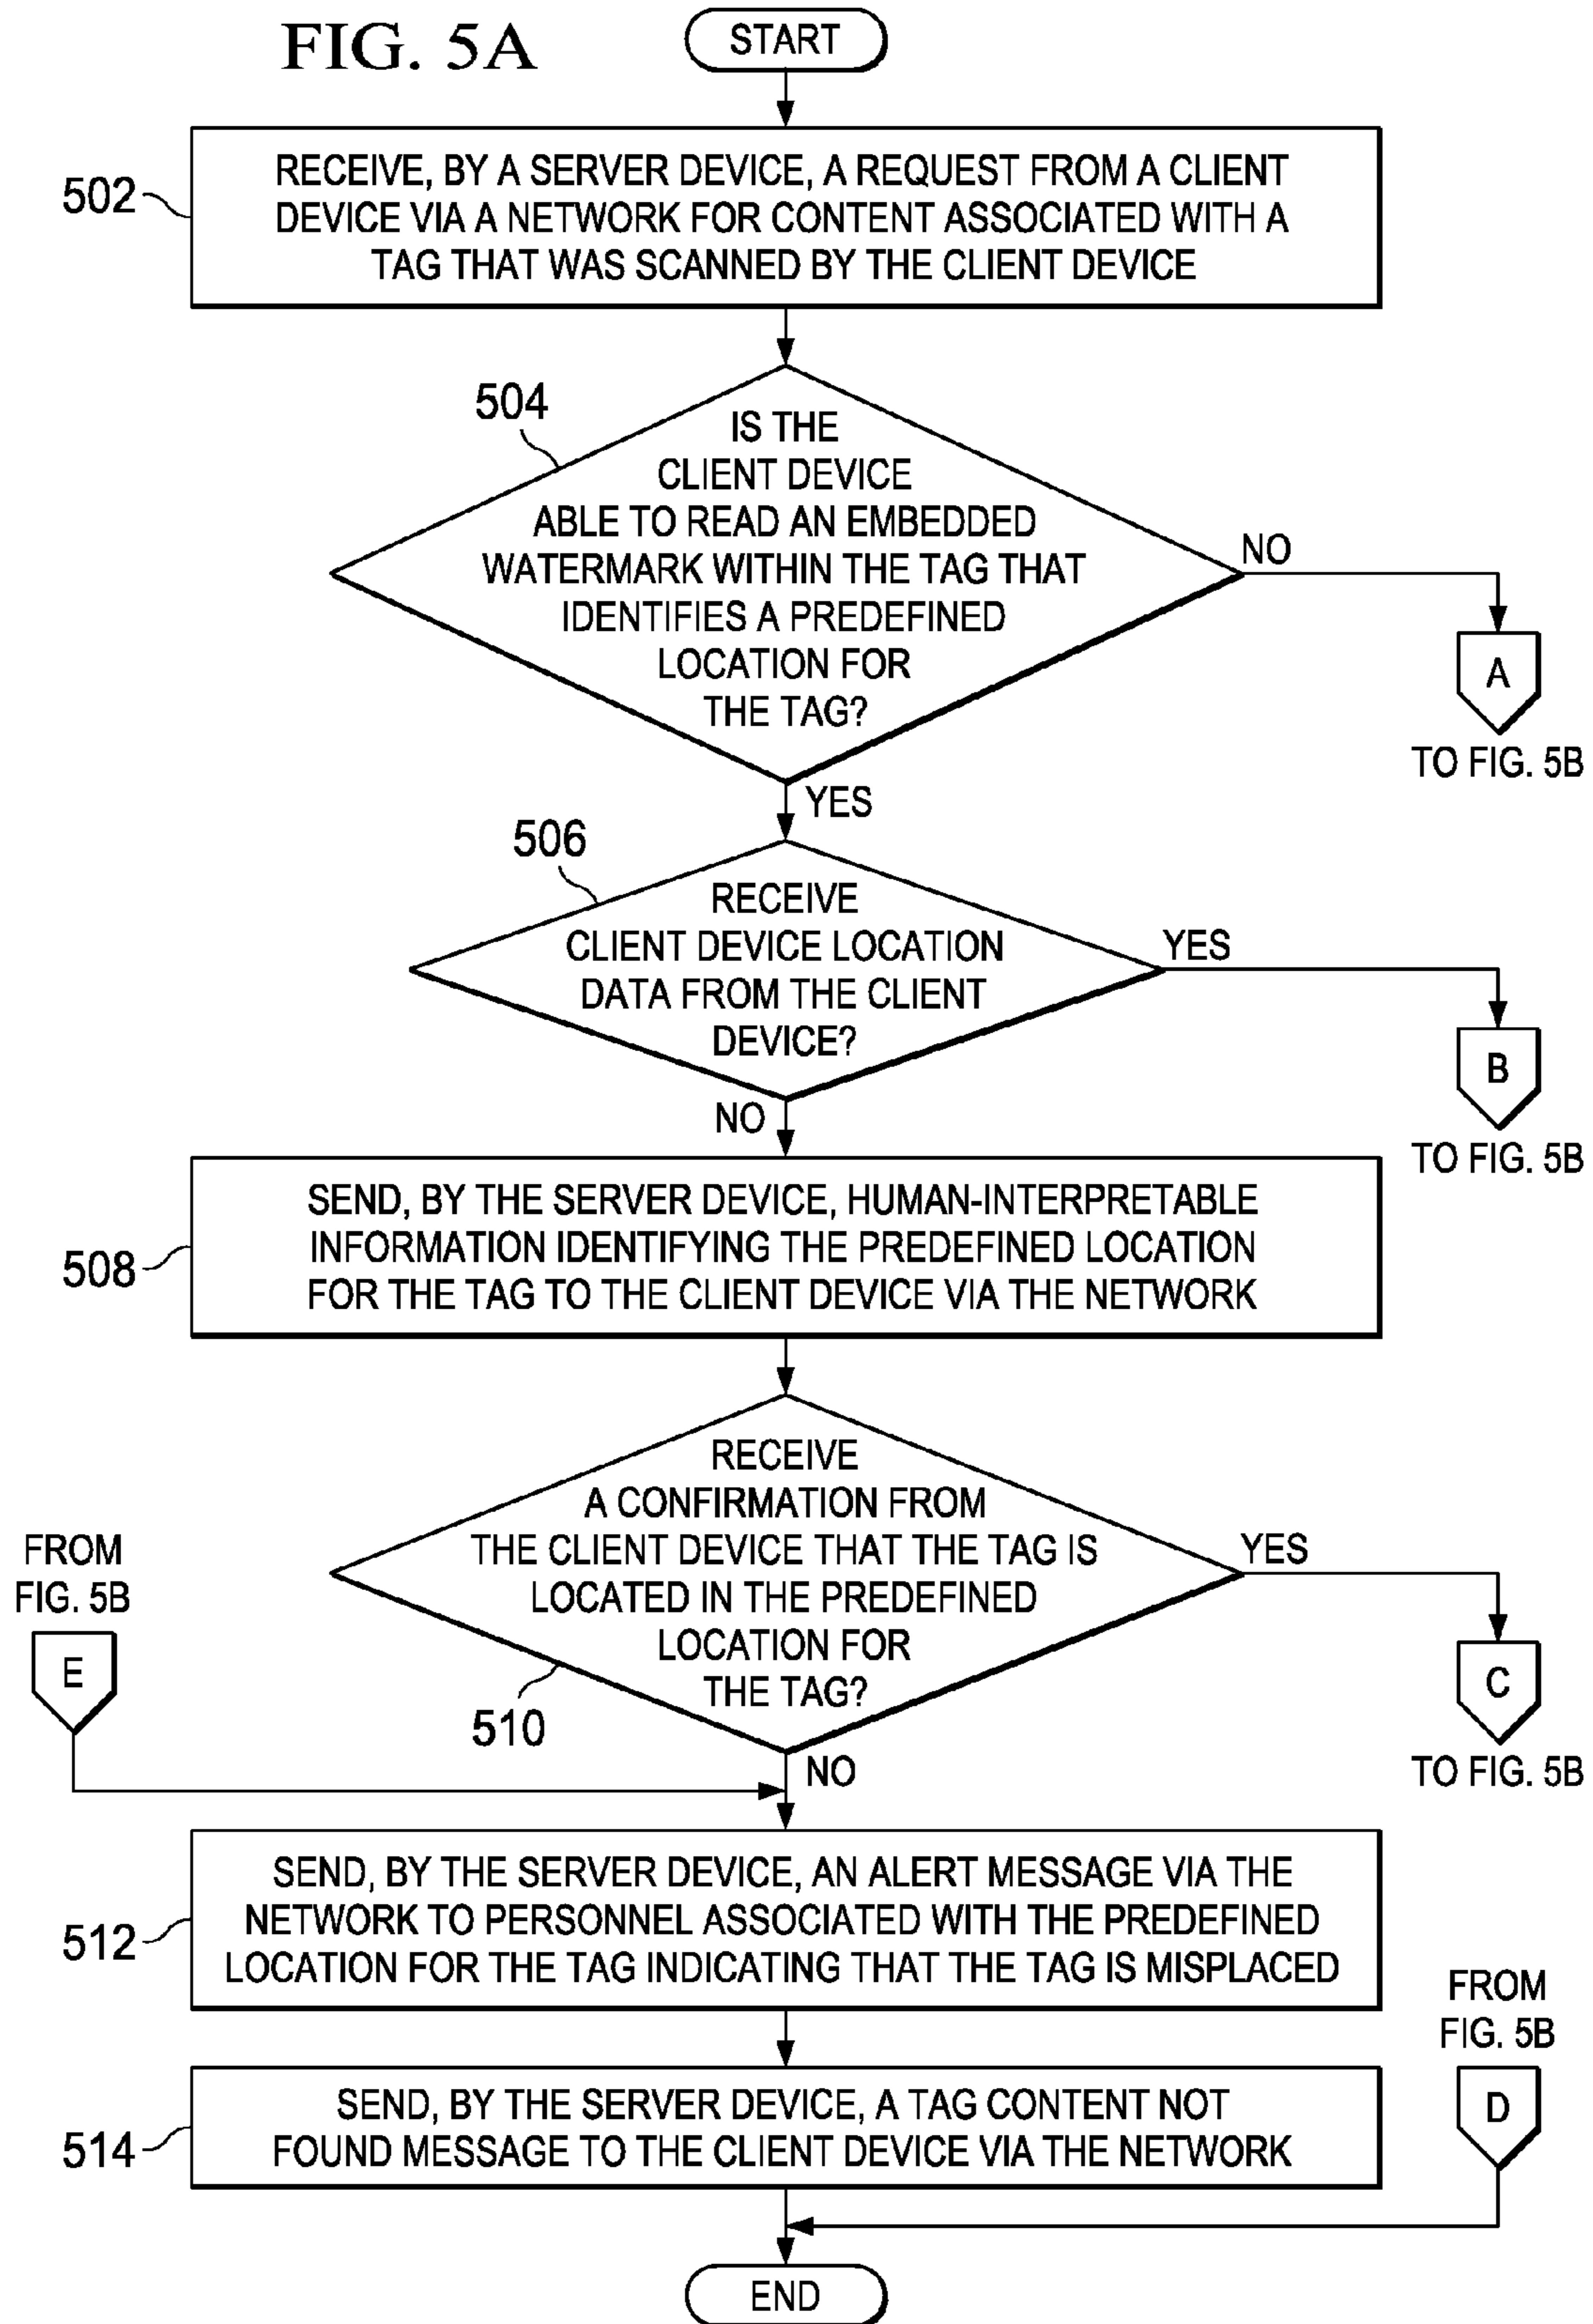 FIG. 5A
START
502
RECEIVE, BY A SERVER DEVICE, A REQUEST FROM A CLIENT
DEVICE VIA A NETWORK FOR CONTENT ASSOCIATED WITH A
TAG THAT WAS SCANNED BY THE CLIENT DEVICE
504
IS THE
CLIENT DEVICE
ABLE TO READ AN EMBEDDED
WATERMARK WITHIN THE TAG THAT
IDENTIFIES A PREDEFINED
LOCATION FOR
THE TAG?
NO
A
TO FIG. 5B
YES
506
RECEIVE
CLIENT DEVICE LOCATION
DATA FROM THE CLIENT
DEVICE?
YES
B
TO FIG. 5B
NO
508
SEND, BY THE SERVER DEVICE, HUMAN-INTERPRETABLE
INFORMATION IDENTIFYING THE PREDEFINED LOCATION
FOR THE TAG TO THE CLIENT DEVICE VIA THE NETWORK
RECEIVE
A CONFIRMATION FROM
THE CLIENT DEVICE THAT THE TAG IS
LOCATED IN THE PREDEFINED
LOCATION FOR
THE TAG?
510
YES
C
TO FIG. 5B
FROM
FIG. 5B
E
NO
512
SEND, BY THE SERVER DEVICE, AN ALERT MESSAGE VIA THE
NETWORK TO PERSONNEL ASSOCIATED WITH THE PREDEFINED
LOCATION FOR THE TAG INDICATING THAT THE TAG IS MISPLACED
FROM
FIG. 5B
D
514
SEND, BY THE SERVER DEVICE, A TAG CONTENT NOT
FOUND MESSAGE TO THE CLIENT DEVICE VIA THE NETWORK
END